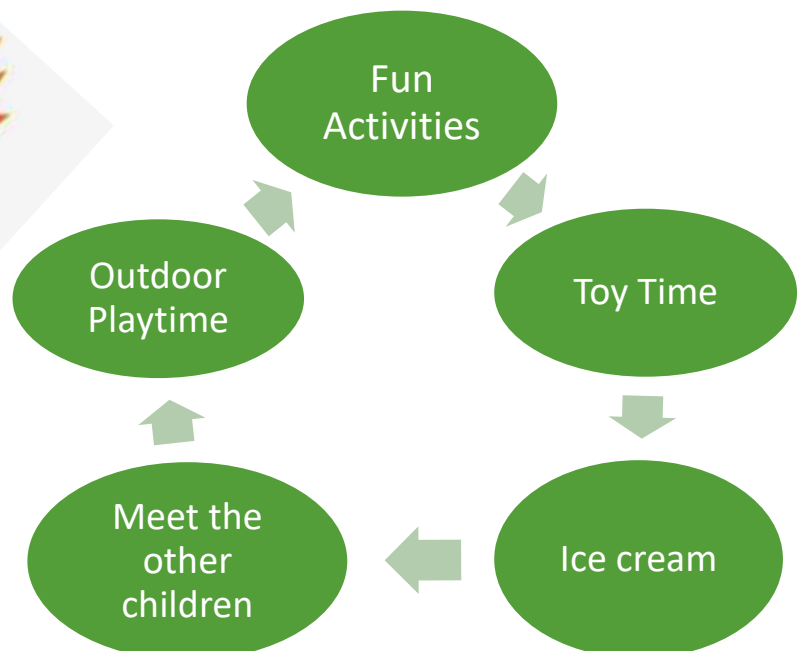 Fun
Activities
Toy Time
Ice cream
Meet the
other
children
Outdoor
Playtime